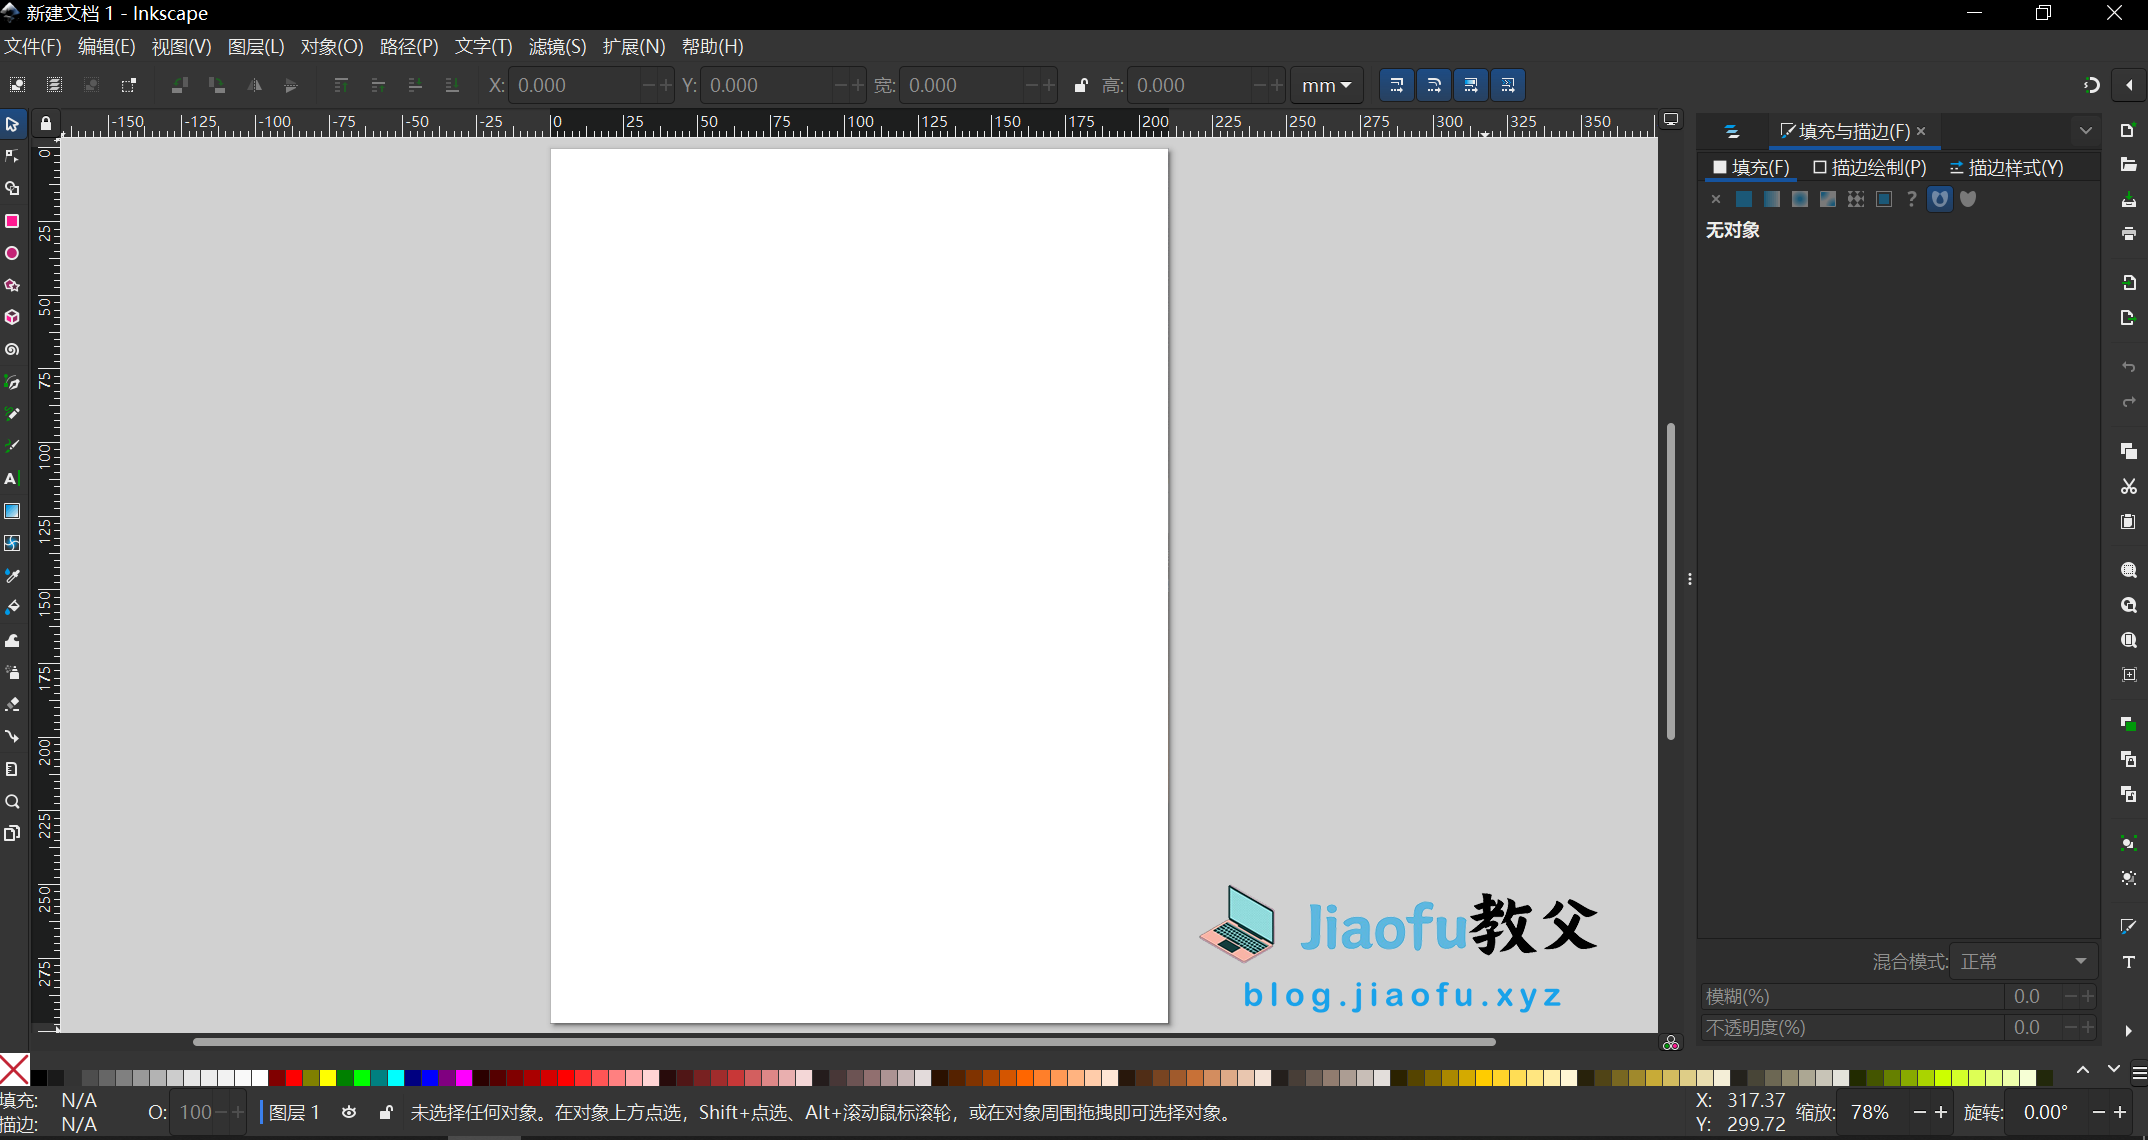 新建文档 1 - Inkscape
文件(F) 编辑(E) 视图(V) 图层(L) 对象(O) 路径(P) 文字(T) 滤镜(S) 扩展(N) 帮助(H)
X: 0.000 Y: 0.000 宽: 0.000 高: 0.000 mm
-150 -125 -100 -75 -50 -25 0 25 50 75 100 125 150 175 200 225 250 275 300 325 350
0
25
50
75
100
125
150
175
200
225
250
275
填充与描边(F)
填充(F) 描边绘制(P) 描边样式(Y)
无对象
Jiaofu教父
blog.jiaofu.xyz
混合模式: 正常
模糊(%) 0.0
不透明度(%) 0.0
填充: N/A
描边: N/A
O: 100
图层 1
未选择任何对象。在对象上方点选，Shift+点选、Alt+滚动鼠标滚轮，或在对象周围拖拽即可选择对象。
X: 317.37
Y: 299.72
缩放: 78%
旋转: 0.00°